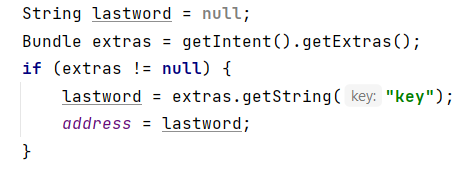 String lastword = null;
Bundle extras = getIntent().getExtras();
if (extras != null) {
lastword = extras.getString( key: "key");
address = lastword;
}